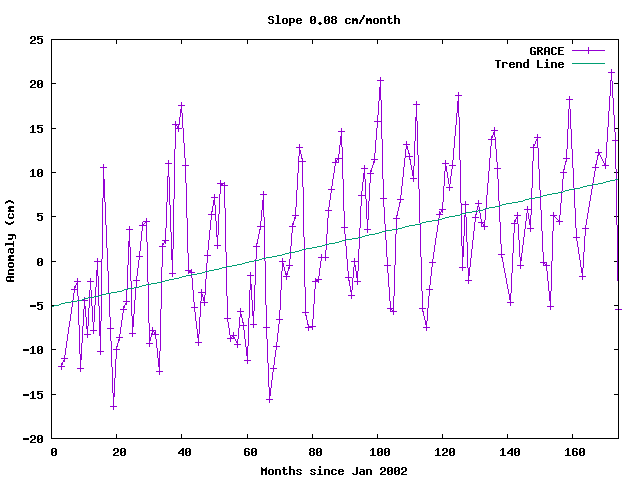 Slope 0.08 cm/month
25
20
15
10
5
0
-5
-10
-15
-20
Anomaly (cm)
GRACE
Trend Line
0 20 40 60 80 100 120 140 160
Months since Jan 2002